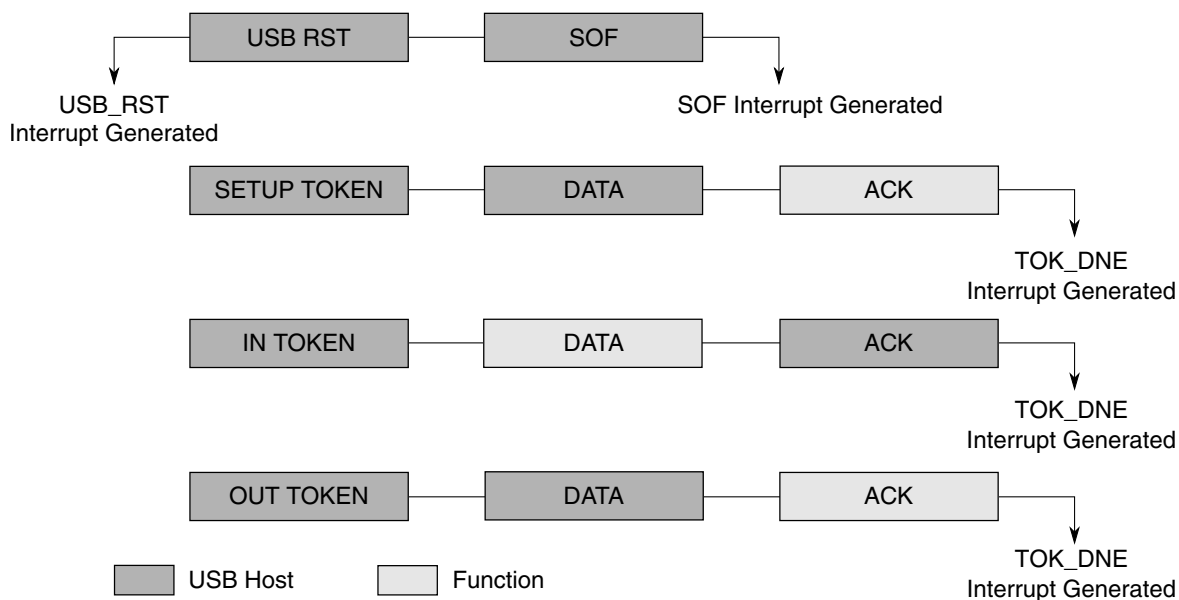 USB RST
SOF
USB_RST
Interrupt Generated
SOF Interrupt Generated
SETUP TOKEN
DATA
ACK
TOK_DNE
Interrupt Generated
IN TOKEN
DATA
ACK
TOK_DNE
Interrupt Generated
OUT TOKEN
DATA
ACK
TOK_DNE
Interrupt Generated
USB Host
Function